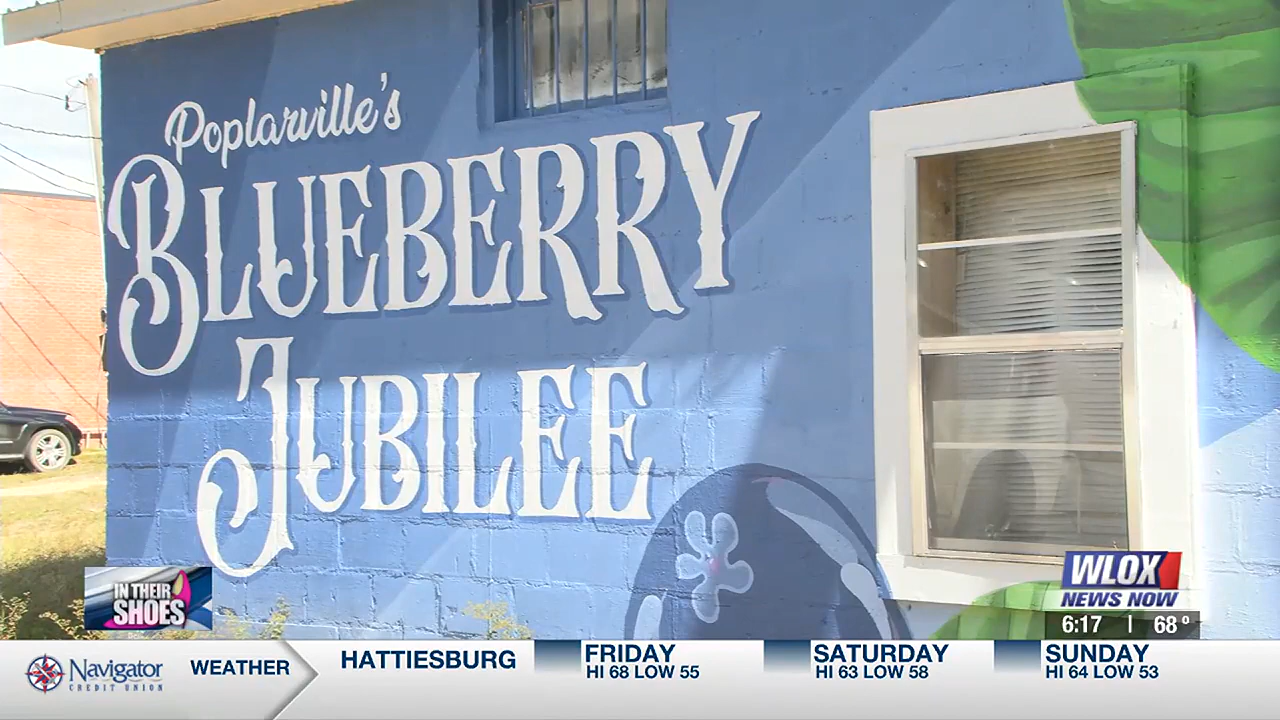 Poplarville's
BLUEBERRY
JUBILEE
IN THEIR
SHOES
WLOX
NEWS NOW
6:17 | 68°
Navigator
CREDIT UNION
WEATHER
HATTIESBURG
FRIDAY
HI 68 LOW 55
SATURDAY
HI 63 LOW 58
SUNDAY
HI 64 LOW 53